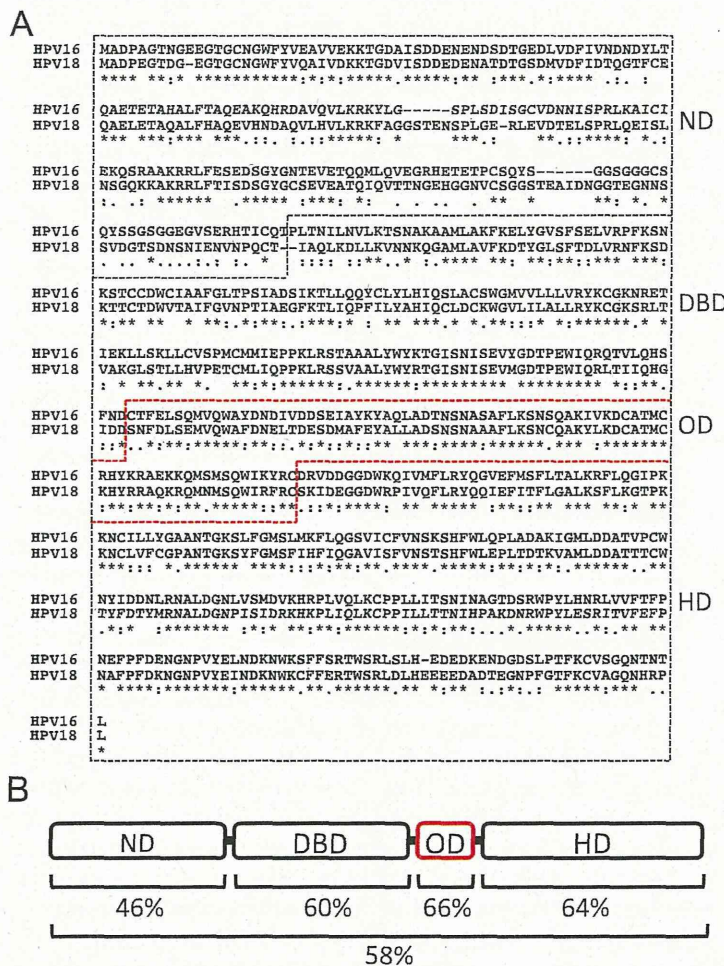 A
HPV16 MADPAGTNGEEGTGCNGWFYVEAVVEKKTGDAISDDENENDSDTGEDLVDFIVNDNDYLT
HPV18 MADPEGTDG-EGTGCNGWFYVQAIVDKKTGDVISDDEDENATDTGSDMVDFIDTQGTFCE
HPV16 QAETETAHALFTAQEAKQHRDAVQVLKRKYLG-----SPLSDISGCVDNNISPRLKAICI
HPV18 QAELETAQALFHAQEVHNDAQVLHVLKRKFAGGSTENSPLGE-RLEVDTELSPRLQEISL
ND
HPV16 EKQSRAAKRRLFESEDSGYGNTEVETQQMLQVEGRHETETPCSQYS------GGSGGGCS
HPV18 NSGQKKAKRRLFTISDSGYGCSEVEATQIQVTTNGEHGGNVCSGGSTEAIDNGGTEGNNS
HPV16 QYSSGSGGEGVSERHTICQTPLTNILNVLKTSNAKAAMLAKFKELYGVSFSELVRPFKSN
HPV18 SVDGTSDNSNIENVNPQCT--IAQLKDLLKVNNKQGAMLAVFKDTYGLSFTDLVRNFKSD
HPV16 KSTCCDWCIAAFGLTPSIADSIKTLLQQYCLYLHIQSLACSWGMVVLLLVRYKCGKNRET
HPV18 KTTCTDWVTAIFGVNPTIAEGFKTLIQPFILYAHIQCLDCKWGVLILALLRYKCGKSRLT
DBD
HPV16 IEKLLSKLLCVSPMCMMIEPPKLRSTAAALYWYKTGISNISEVYGDTPEWIQRQTVLQHS
HPV18 VAKGLSTLLHVPETCMLIQPPKLRSSVAALYWYRTGISNISEVMGDTPEWIQRLTIIQHG
HPV16 FNDCTFELSQMVQWAYDNDIVDDSEIAYKYAQLADTNSNASAFLKSNSQAKIVKDCATMC
HPV18 IDDSNFDLSEMVQWAFDNELTDESDMAFEYALLADSNSNAAAFLKSNCQAKYLKDCATMC
OD
HPV16 RHYKRAEKKQMSMSQWIKYRCDRVDDGGDWKQIVMFLRYQGVEFMSFLTALKRFLQGIPK
HPV18 KHYRRAQKRQMNMSQWIRFRCSKIDEGGDWRPIVQFLRYQQIEFITFLGALKSFLKGTPK
HPV16 KNCILLYGAANTGKSLFGMSLMKFLQGSVICFVNSKSHFWLQPLADAKIGMLDDATVPCW
HPV18 KNCLVFCGPANTGKSYFGMSFIHFIQGAVISFVNSTSHFWLEPLTDTKVAMLDDATTTCW
HPV16 NYIDDNLRNALDGNLVSMDVKHRPLVQLKCPPLLITSNINAGTDSRWPYLHNRLVVFTFP
HPV18 TYFDTYMRNALDGNPISIDRKHKPLIQLKCPPILLTTNIHPAKDNRWPYLESRITVFEFP
HD
HPV16 NEFPFDENGNPVYELNDKNWKSFFSRTWSRLSLH-EDEDKENDGDSLPTFKCVSGQNTNT
HPV18 NAFPFDKNGNPVYEINDKNWKCFFERTWSRLDLHEEEEDADTEGNPFGTFKCVAGQNHRP
HPV16 L
HPV18 L
*
B
ND DBD OD HD
46% 60% 66% 64%
58%